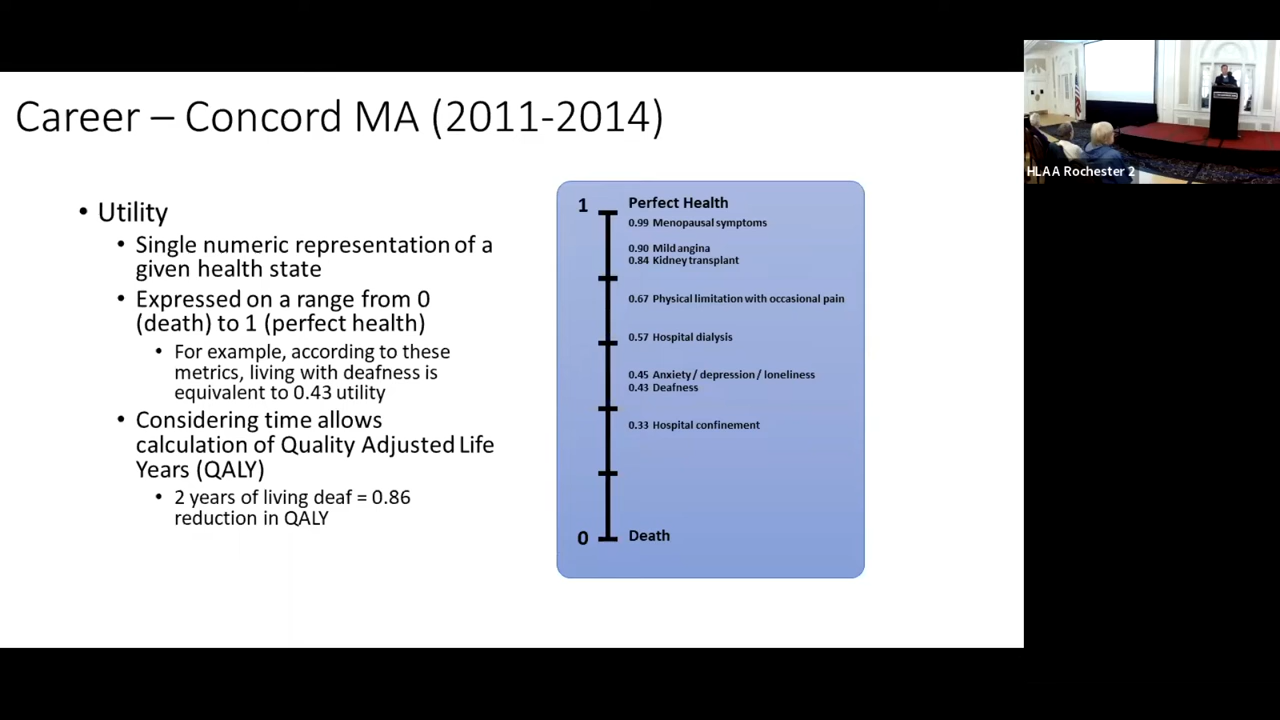 Career – Concord MA (2011-2014)
• Utility
• Single numeric representation of a
given health state
• Expressed on a range from 0
(death) to 1 (perfect health)
• For example, according to these
metrics, living with deafness is
equivalent to 0.43 utility
• Considering time allows
calculation of Quality Adjusted Life
Years (QALY)
• 2 years of living deaf = 0.86
reduction in QALY
1 Perfect Health
0.99 Menopausal symptoms
0.90 Mild angina
0.84 Kidney transplant
0.67 Physical limitation with occasional pain
0.57 Hospital dialysis
0.45 Anxiety / depression / loneliness
0.43 Deafness
0.33 Hospital confinement
0 Death
HLAA Rochester 2